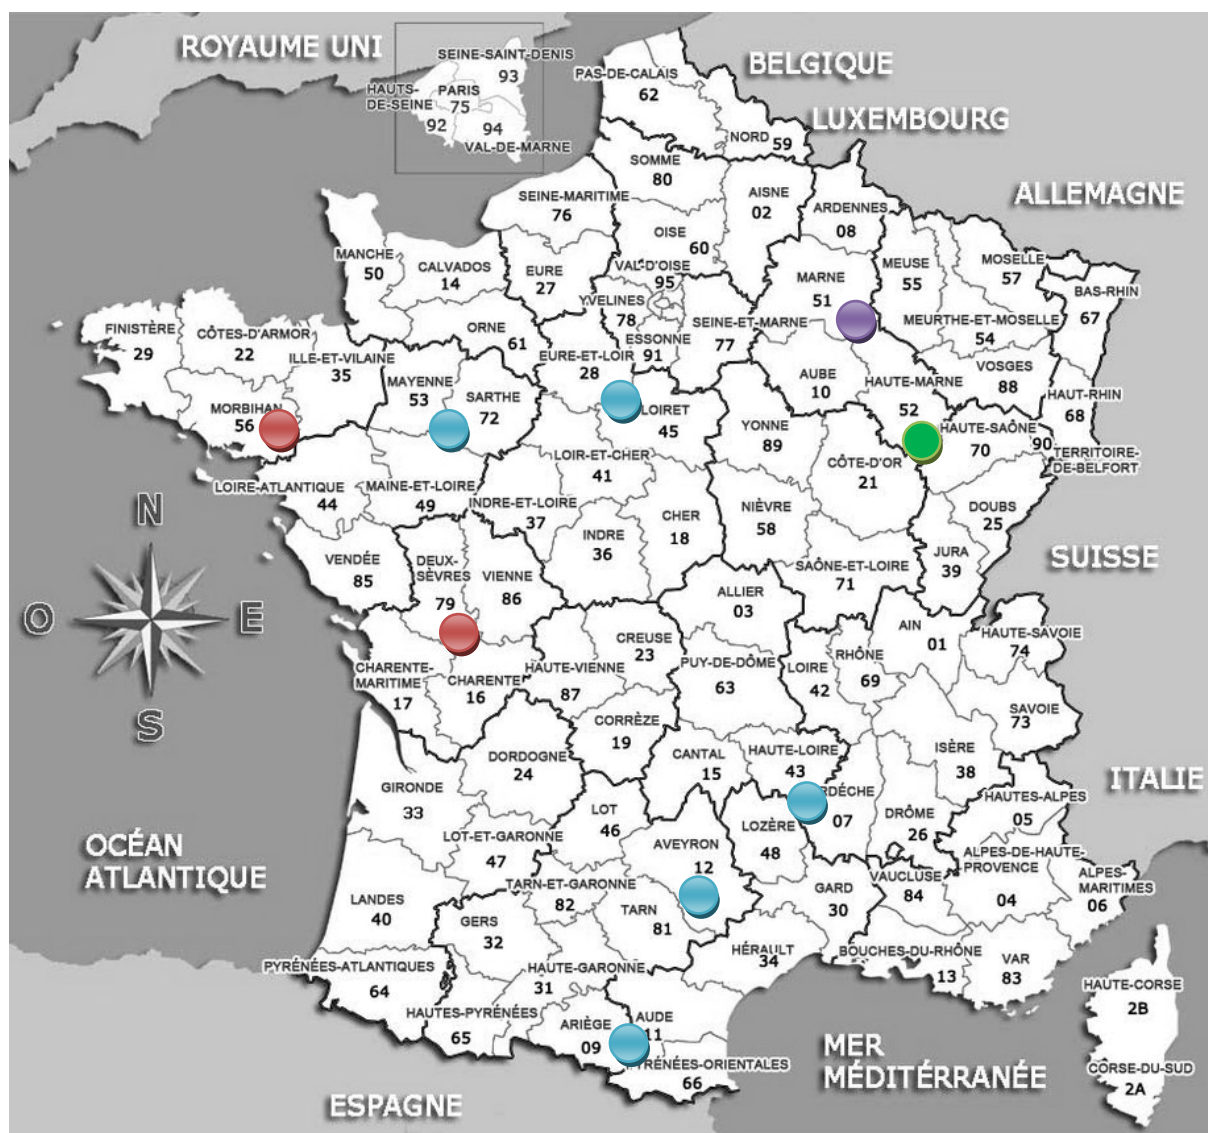 ROYAUME UNI
SEINE-SAINT-DENIS
93
HAUTS-
DE-SEINE
92
PARIS
75
94
VAL-DE-MARNE
BELGIQUE
LUXEMBOURG
ALLEMAGNE
PAS-DE-CALAIS
62
NORD 59
SOMME
80
AISNE
02
ARDENNES
08
SEINE-MARITIME
76
OISE
60
MANCHE
50
CALVADOS
14
EURE
27
VAL-D'OISE
95
MARNE
51
MEUSE
55
MOSELLE
57
BAS-RHIN
67
YVELINES
78
ESSONNE
91
SEINE-ET-MARNE
77
MEURTHE-ET-MOSELLE
54
FINISTÈRE
29
CÔTES-D'ARMOR
22
ILLE-ET-VILAINE
35
ORNE
61
EURE-ET-LOIR
28
AUBE
10
HAUTE-MARNE
52
VOSGES
88
HAUT-RHIN
68
MAYENNE
53
SARTHE
72
MORBIHAN
56
LOIRET
45
YONNE
89
HAUTE-SAÔNE
70
90
TERRITOIRE-
DE-BELFORT
LOIR-ET-CHER
41
CÔTE-D'OR
21
LOIRE-ATLANTIQUE
44
MAINE-ET-LOIRE
49
INDRE-ET-LOIRE
37
CHER
18
NIÈVRE
58
DOUBS
25
N
O
E
S
INDRE
36
JURA
39
SUISSE
VENDÉE
85
DEUX-
SÈVRES
79
VIENNE
86
SAÔNE-ET-LOIRE
71
ALLIER
03
AIN
01
HAUTE-SAVOIE
74
CREUSE
23
CHARENTE-
MARITIME
17
CHARENTE
16
HAUTE-VIENNE
87
PUY-DE-DÔME
63
LOIRE
42
RHÔNE
69
SAVOIE
73
CORRÈZE
19
ISÈRE
38
DORDOGNE
24
CANTAL
15
HAUTE-LOIRE
43
ITALIE
GIRONDE
33
LOT
46
LOZÈRE
48
RDÉCHE
07
DRÔME
26
HAUTES-ALPES
05
OCÉAN
ATLANTIQUE
LOT-ET-GARONNE
47
AVEYRON
12
ALPES-DE-HAUTE-
PROVENCE
04
ALPES-
MARITIMES
06
LANDES
40
TARN-ET-GARONNE
82
GARD
30
VAUCLUSE
84
GERS
32
TARN
81
HÉRAULT
34
BOUCHES-DU-RHÔNE
13
VAR
83
PYRÉNÉES-ATLANTIQUES
64
HAUTE-GARONNE
31
HAUTE-CORSE
2B
HAUTES-PYRÉNÉES
65
ARIÈGE
09
AUDE
11
YRÉNÉES-ORIENTALES
66
MER
MÉDITÉRRANÉE
CORSE-DU-SUD
2A
ESPAGNE